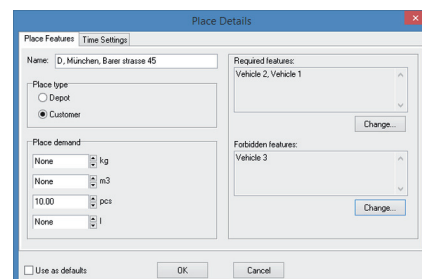 Place Details
Place Features
Time Settings
Name:
D, München, Barer strasse 45
Place type
Depot
Customer
Place demand
None
kg
None
m3
10.00
pcs
None
l
Required features:
Vehicle 2, Vehicle 1
Change...
Forbidden features:
Vehicle 3
Change...
Use as defaults
OK
Cancel